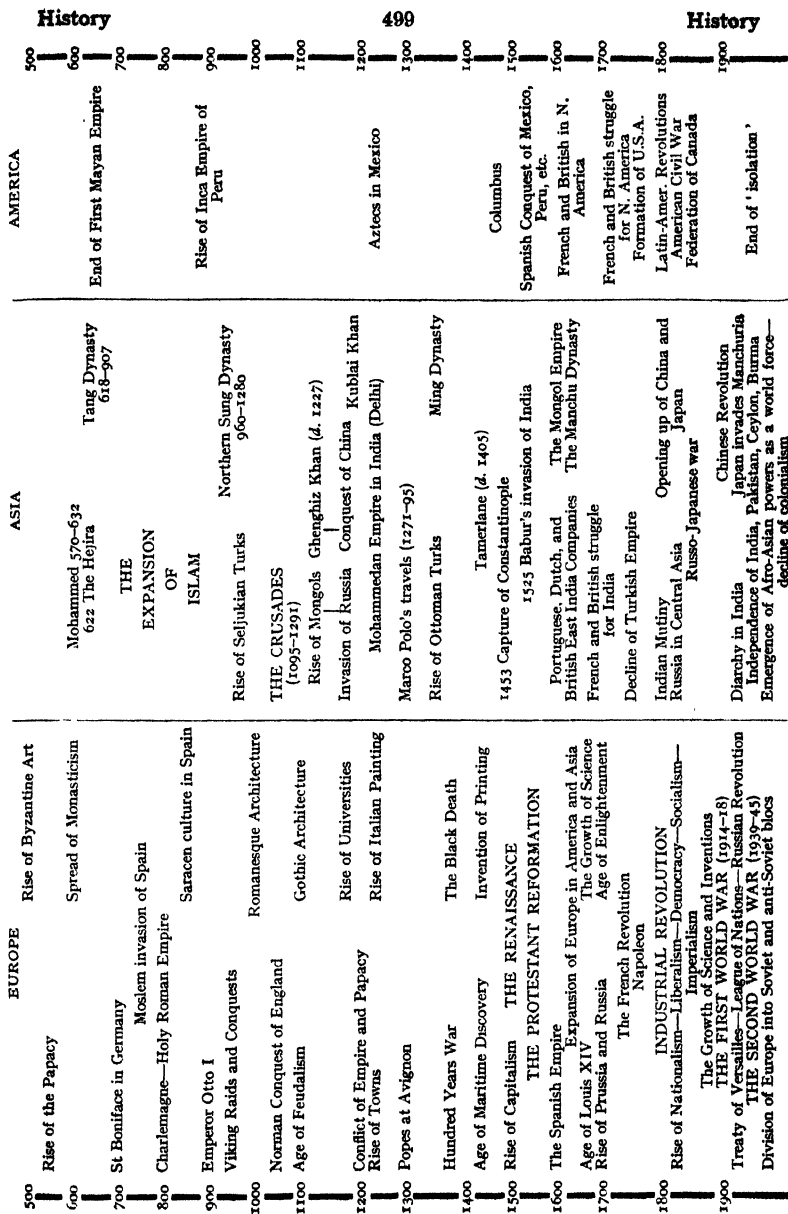 History 499 History
500 600 700 800 900 1000 1100 1200 1300 1400 1500 1600 1700 1800 1900
EUROPE
Rise of the Papacy
Rise of Byzantine Art
Spread of Monasticism
St Boniface in Germany
Moslem invasion of Spain
Charlemagne—Holy Roman Empire
Saracen culture in Spain
Emperor Otto I
Viking Raids and Conquests
Romanesque Architecture
Norman Conquest of England
Age of Feudalism
Gothic Architecture
Conflict of Empire and Papacy
Rise of Universities
Rise of Towns
Rise of Italian Painting
Popes at Avignon
Hundred Years War
The Black Death
Age of Maritime Discovery
Invention of Printing
Rise of Capitalism
THE RENAISSANCE
THE PROTESTANT REFORMATION
The Spanish Empire
Expansion of Europe in America and Asia
Age of Louis XIV
The Growth of Science
Rise of Prussia and Russia
Age of Enlightenment
The French Revolution
Napoleon
INDUSTRIAL REVOLUTION
Rise of Nationalism—Liberalism—Democracy—Socialism—
Imperialism
The Growth of Science and Inventions
THE FIRST WORLD WAR (1914-18)
Treaty of Versailles—League of Nations—Russian Revolution
THE SECOND WORLD WAR (1939-45)
Division of Europe into Soviet and anti-Soviet blocs
ASIA
Mohammed 570-632
622 The Hejira
Tang Dynasty
618-907
THE
EXPANSION
OF
ISLAM
Northern Sung Dynasty
960-1280
Rise of Seljukian Turks
THE CRUSADES
(1095-1291)
Rise of Mongols Ghenghiz Khan (d. 1227)
Invasion of Russia Conquest of China
Kublai Khan
Mohammedan Empire in India (Delhi)
Marco Polo's travels (1271-95)
Rise of Ottoman Turks
Ming Dynasty
Tamerlane (d. 1405)
1453 Capture of Constantinople
1525 Babur's invasion of India
Portuguese, Dutch, and
British East India Companies
The Mongol Empire
The Manchu Dynasty
French and British struggle
for India
Decline of Turkish Empire
Indian Mutiny
Opening up of China and
Japan
Russia in Central Asia
Russo-Japanese war
Chinese Revolution
Diarchy in India
Japan invades Manchuria
Independence of India, Pakistan, Ceylon, Burma
Emergence of Afro-Asian powers as a world force—
decline of colonialism
AMERICA
End of First Mayan Empire
Rise of Inca Empire of
Peru
Aztecs in Mexico
Columbus
Spanish Conquest of Mexico,
Peru, etc.
French and British in N.
America
French and British struggle
for N. America
Formation of U.S.A.
Latin-Amer. Revolutions
American Civil War
Federation of Canada
End of ' isolation '
500 600 700 800 900 1000 1100 1200 1300 1400 1500 1600 1700 1800 1900